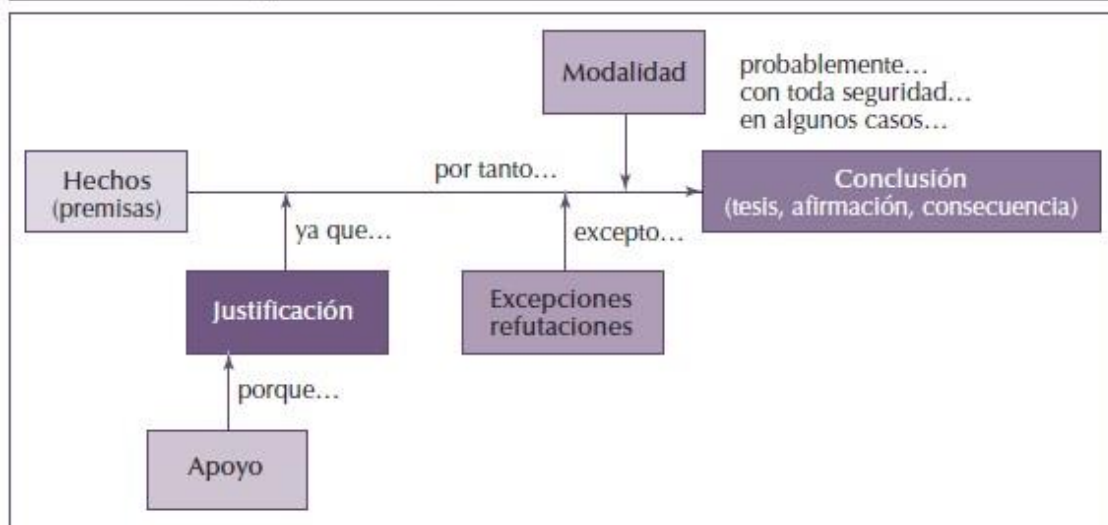 Modalidad
probablemente…
con toda seguridad…
en algunos casos…
Hechos
(premisas)
por tanto…
Conclusión
(tesis, afirmación, consecuencia)
ya que…
excepto…
Justificación
Excepciones
refutaciones
porque…
Apoyo